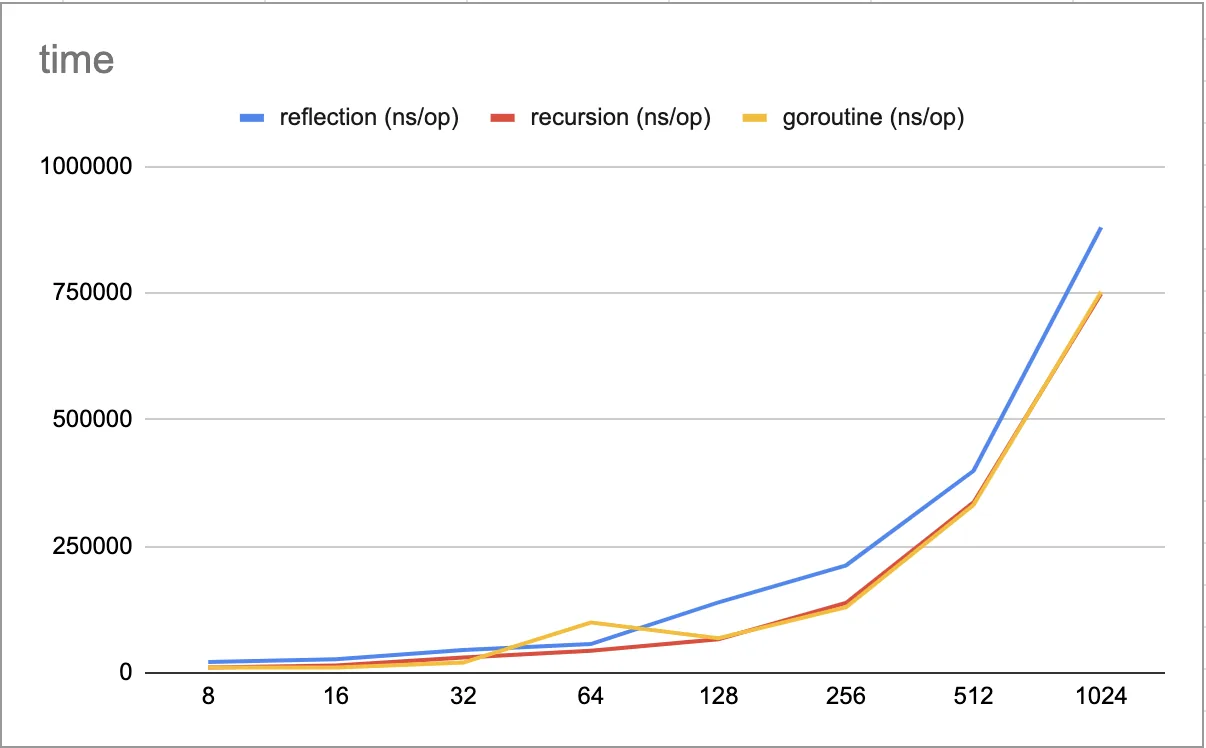 time
reflection (ns/op) recursion (ns/op) goroutine (ns/op)
1000000
750000
500000
250000
0
8 16 32 64 128 256 512 1024